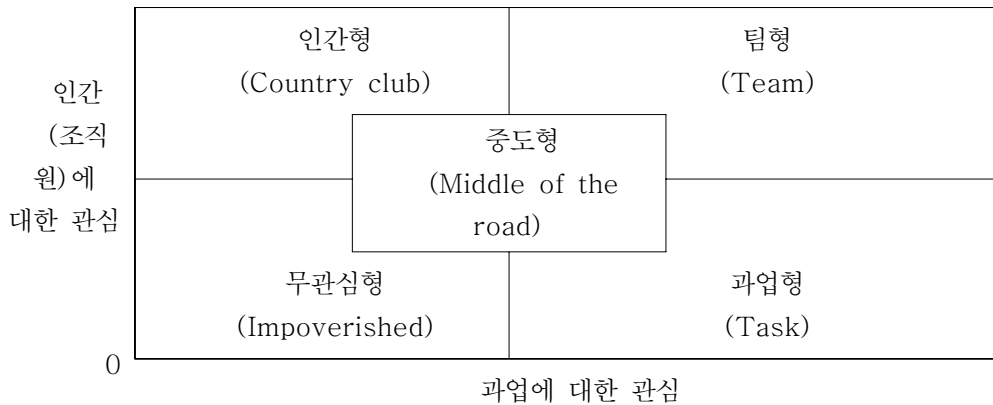 인간형
(Country club)
팀형
(Team)
인간
(조직
원)에
대한 관심
중도형
(Middle of the
road)
무관심형
(Impoverished)
과업형
(Task)
0
과업에 대한 관심